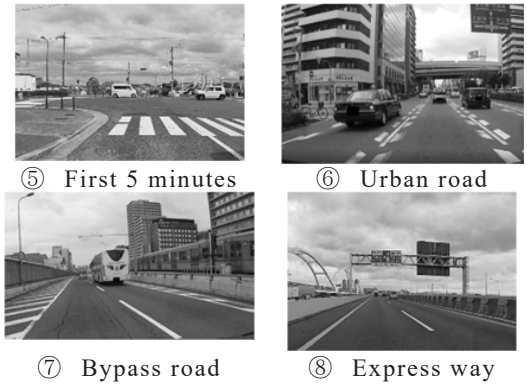 ⑤ First 5 minutes
⑥ Urban road
⑦ Bypass road
⑧ Express way